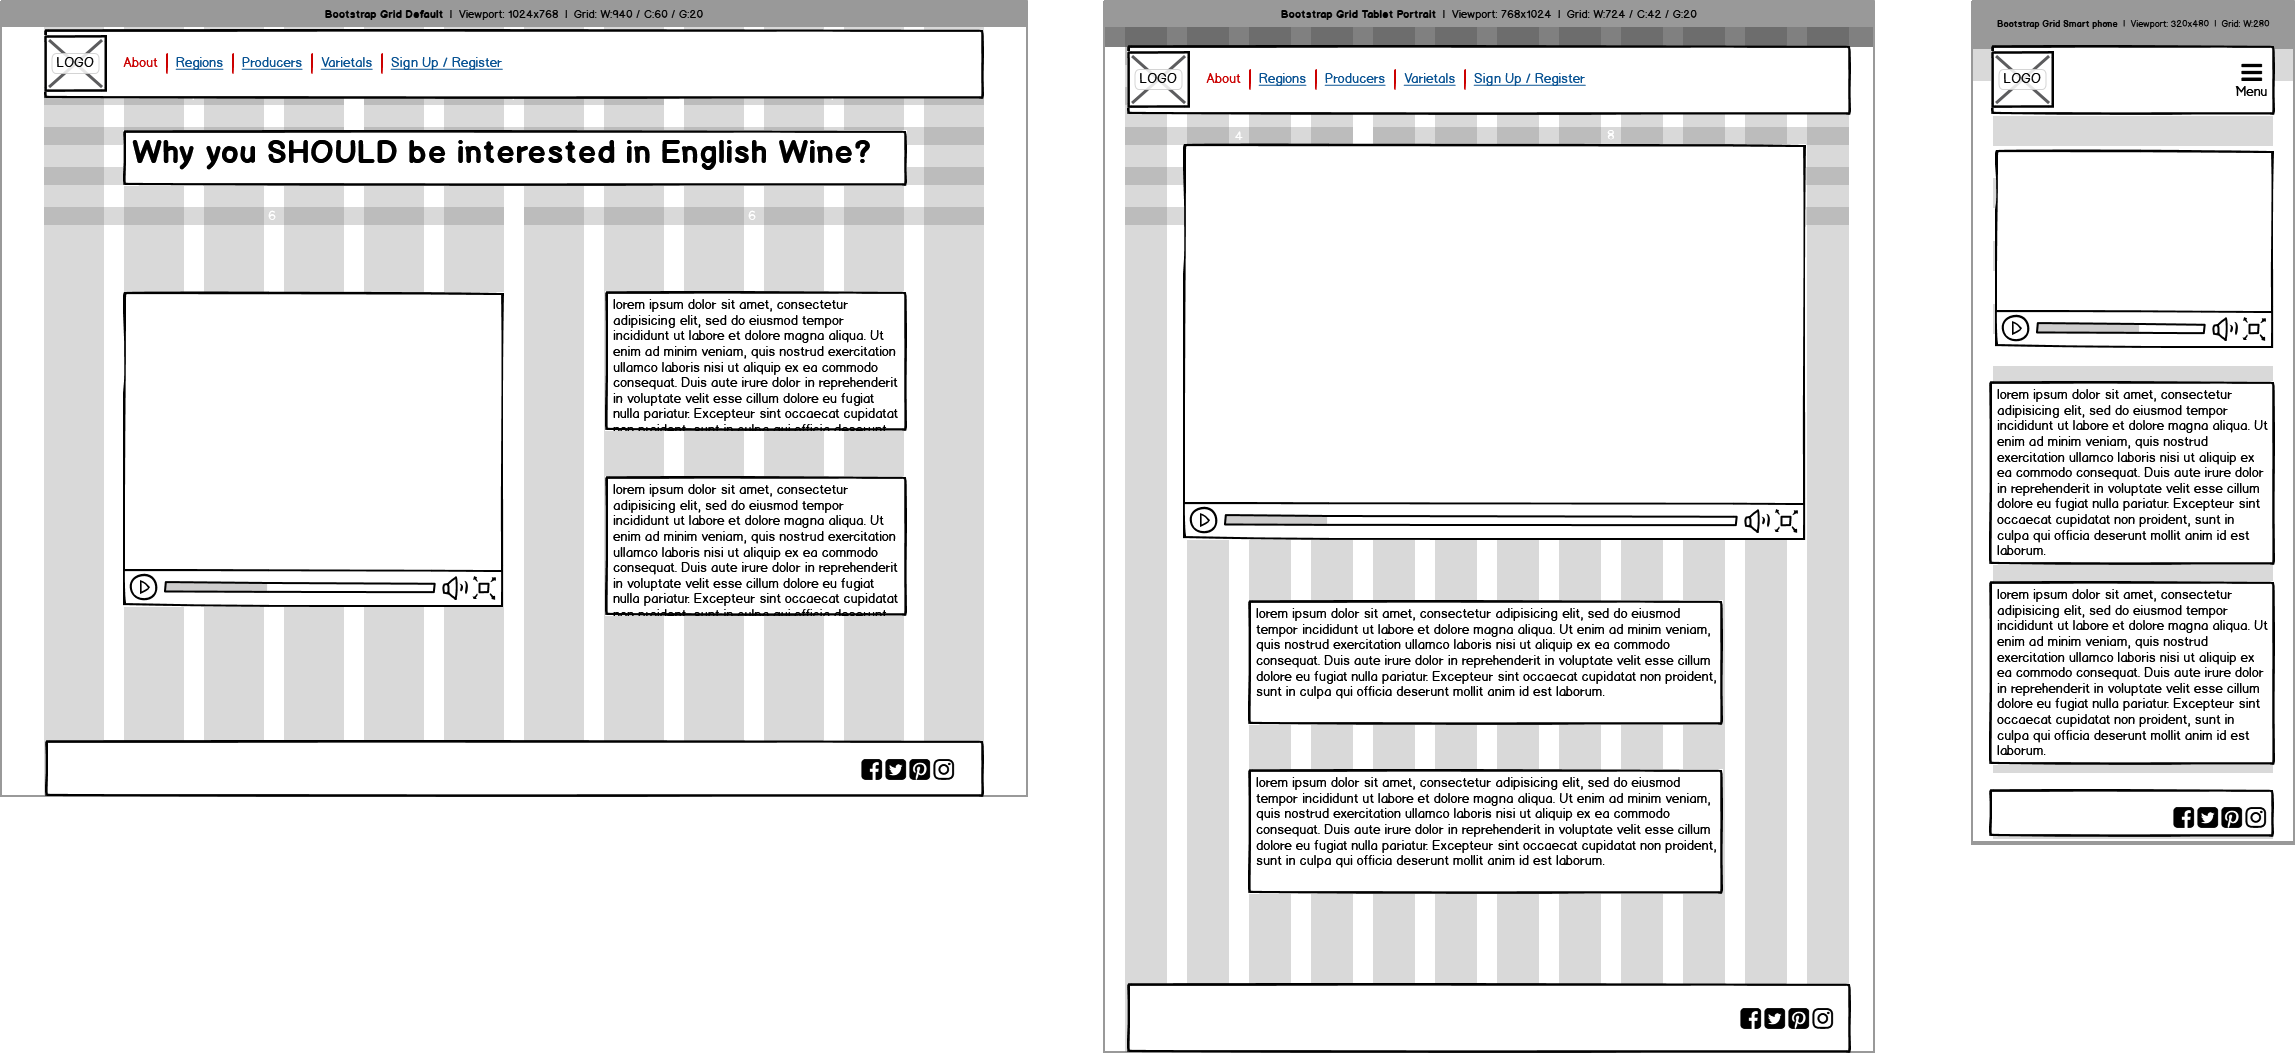 Bootstrap Grid Default | Viewport: 1024x768 | Grid: W:940 / C:60 / G:20
LOGO
About | Regions | Producers | Varietals | Sign Up / Register
Why you SHOULD be interested in English Wine?
6
6
lorem ipsum dolor sit amet, consectetur
adipisicing elit, sed do eiusmod tempor
incididunt ut labore et dolore magna aliqua. Ut
enim ad minim veniam, quis nostrud exercitation
ullamco laboris nisi ut aliquip ex ea commodo
consequat. Duis aute irure dolor in reprehenderit
in voluptate velit esse cillum dolore eu fugiat
nulla pariatur. Excepteur sint occaecat cupidatat
non proident, sunt in culpa qui officia deserunt
lorem ipsum dolor sit amet, consectetur
adipisicing elit, sed do eiusmod tempor
incididunt ut labore et dolore magna aliqua. Ut
enim ad minim veniam, quis nostrud exercitation
ullamco laboris nisi ut aliquip ex ea commodo
consequat. Duis aute irure dolor in reprehenderit
in voluptate velit esse cillum dolore eu fugiat
nulla pariatur. Excepteur sint occaecat cupidatat
non proident, sunt in culpa qui officia deserunt
Bootstrap Grid Tablet Portrait | Viewport: 768x1024 | Grid: W:724 / C:42 / G:20
LOGO
About | Regions | Producers | Varietals | Sign Up / Register
4
8
lorem ipsum dolor sit amet, consectetur adipisicing elit, sed do eiusmod
tempor incididunt ut labore et dolore magna aliqua. Ut enim ad minim veniam,
quis nostrud exercitation ullamco laboris nisi ut aliquip ex ea commodo
consequat. Duis aute irure dolor in reprehenderit in voluptate velit esse cillum
dolore eu fugiat nulla pariatur. Excepteur sint occaecat cupidatat non proident,
sunt in culpa qui officia deserunt mollit anim id est laborum.
lorem ipsum dolor sit amet, consectetur adipisicing elit, sed do eiusmod
tempor incididunt ut labore et dolore magna aliqua. Ut enim ad minim veniam,
quis nostrud exercitation ullamco laboris nisi ut aliquip ex ea commodo
consequat. Duis aute irure dolor in reprehenderit in voluptate velit esse cillum
dolore eu fugiat nulla pariatur. Excepteur sint occaecat cupidatat non proident,
sunt in culpa qui officia deserunt mollit anim id est laborum.
Bootstrap Grid Smart phone | Viewport: 320x480 | Grid: W:280
LOGO
Menu
lorem ipsum dolor sit amet, consectetur
adipisicing elit, sed do eiusmod tempor
incididunt ut labore et dolore magna aliqua. Ut
enim ad minim veniam, quis nostrud
exercitation ullamco laboris nisi ut aliquip ex
ea commodo consequat. Duis aute irure dolor
in reprehenderit in voluptate velit esse cillum
dolore eu fugiat nulla pariatur. Excepteur sint
occaecat cupidatat non proident, sunt in
culpa qui officia deserunt mollit anim id est
laborum.
lorem ipsum dolor sit amet, consectetur
adipisicing elit, sed do eiusmod tempor
incididunt ut labore et dolore magna aliqua. Ut
enim ad minim veniam, quis nostrud
exercitation ullamco laboris nisi ut aliquip ex
ea commodo consequat. Duis aute irure dolor
in reprehenderit in voluptate velit esse cillum
dolore eu fugiat nulla pariatur. Excepteur sint
occaecat cupidatat non proident, sunt in
culpa qui officia deserunt mollit anim id est
laborum.